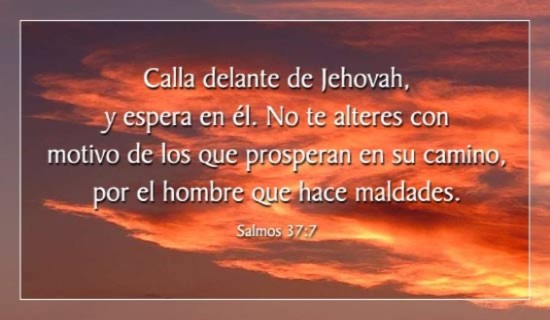 Calla delante de Jehovah,
y espera en él. No te alteres con
motivo de los que prosperan en su camino,
por el hombre que hace maldades.
Salmos 37:7